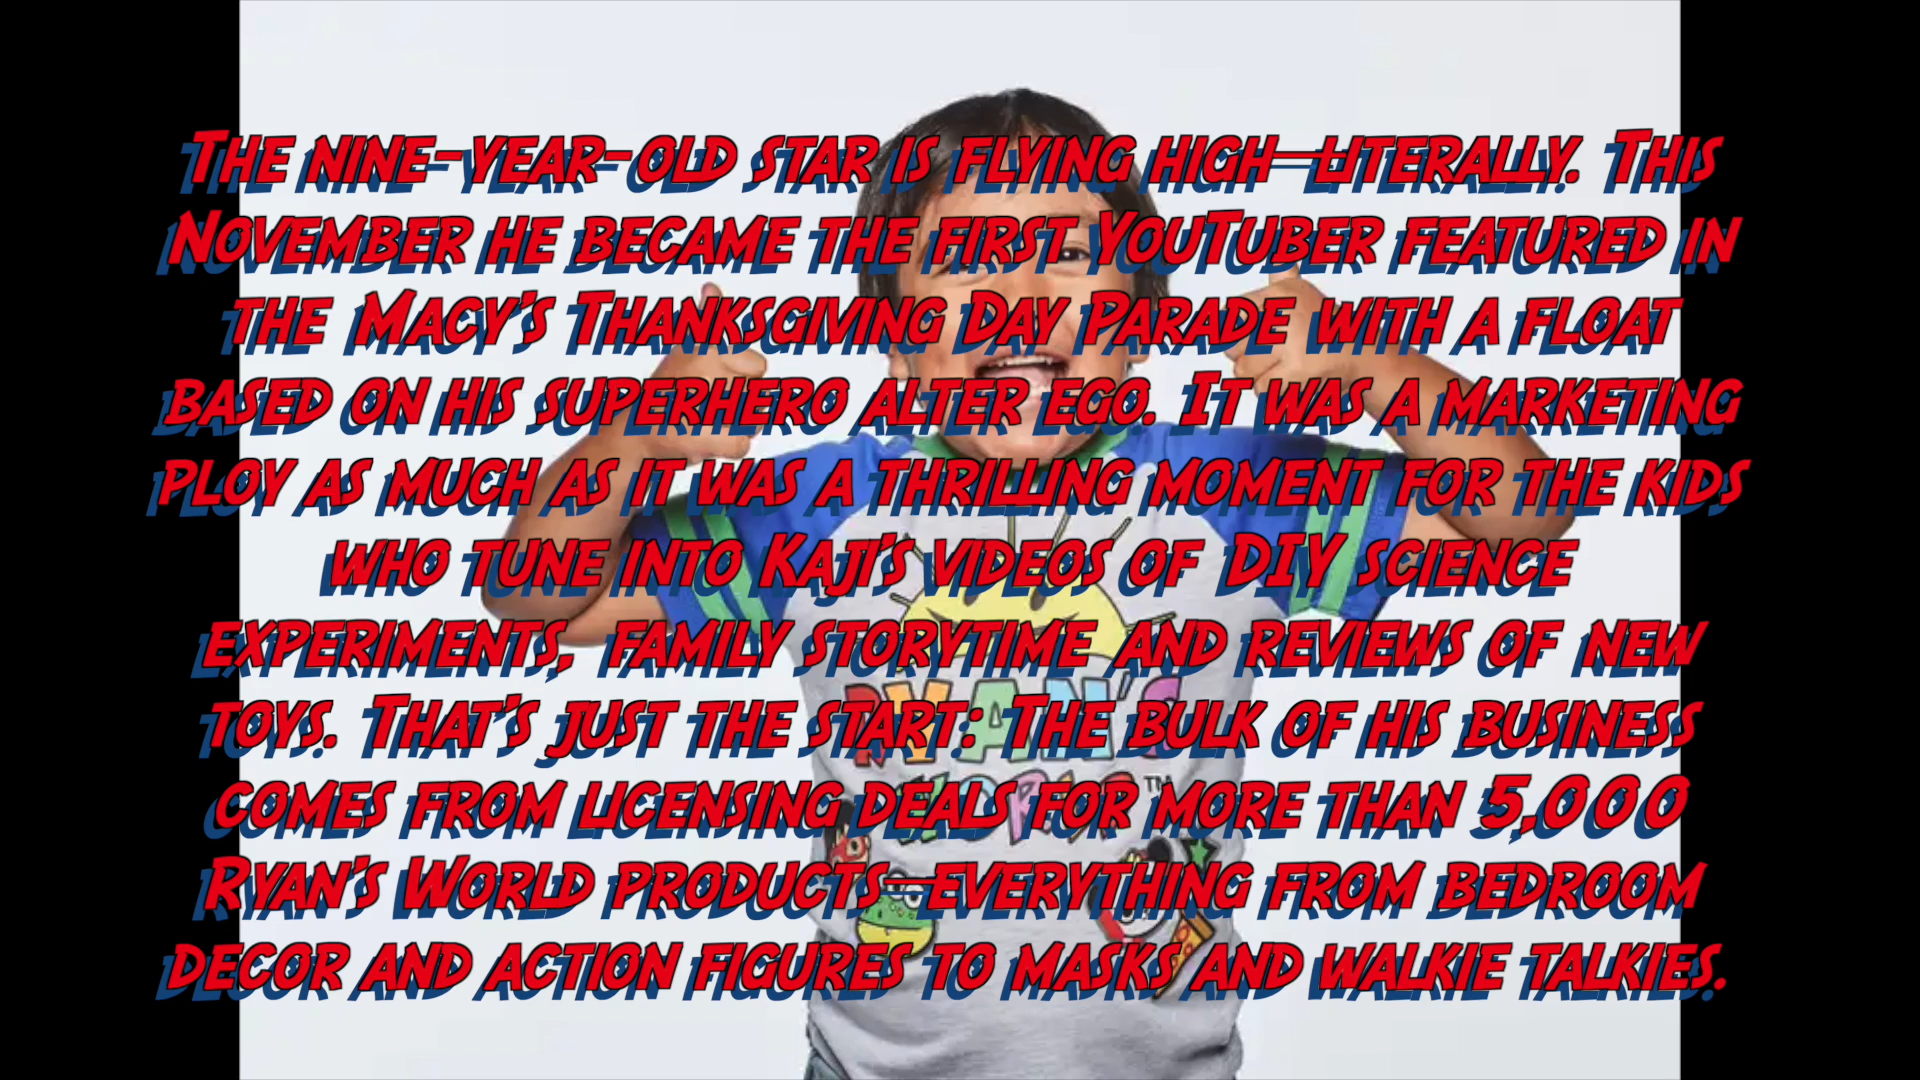 The nine-year-old star is flying high—literally. This
November he became the first YouTuber featured in
the Macy's Thanksgiving Day Parade with a float
based on his superhero alter ego. It was a marketing
ploy as much as it was a thrilling moment for the kids
who tune into Kaji's videos of DIY science
experiments, family storytime and reviews of new
toys. That's just the start: The bulk of his business
comes from licensing deals for more than 5,000
Ryan's World products—everything from bedroom
decor and action figures to masks and walkie talkies.
RYAN'S
WORLD TM